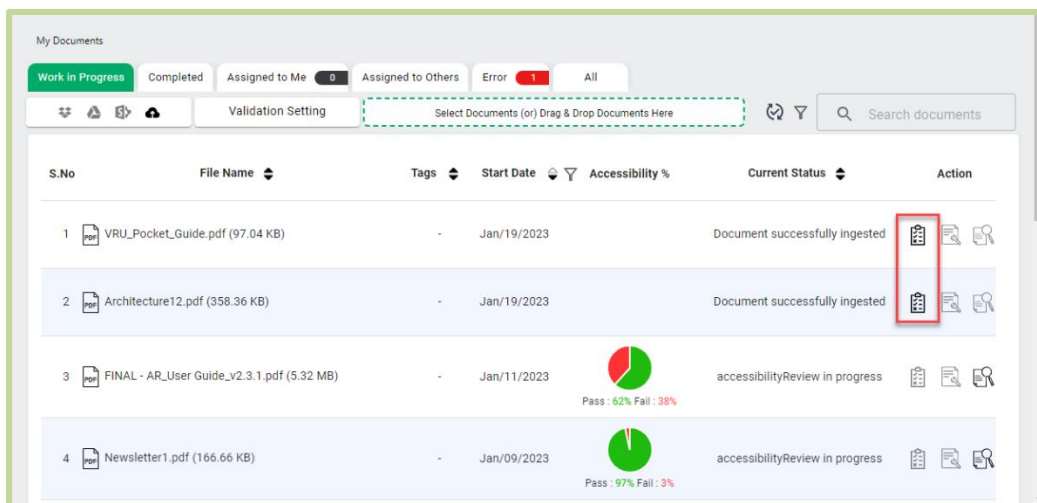 My Documents
Work in Progress Completed Assigned to Me 0 Assigned to Others Error 1 All
Validation Setting Select Documents (or) Drag & Drop Documents Here Search documents
S.No File Name Tags Start Date Accessibility % Current Status Action
1 PDF VRU_Pocket_Guide.pdf (97.04 KB) - Jan/19/2023 Document successfully ingested
2 PDF Architecture12.pdf (358.36 KB) - Jan/19/2023 Document successfully ingested
3 PDF FINAL - AR_User Guide_v2.3.1.pdf (5.32 MB) - Jan/11/2023 accessibilityReview in progress
Pass : 62% Fail : 38%
4 PDF Newsletter1.pdf (166.66 KB) - Jan/09/2023 accessibilityReview in progress
Pass : 97% Fail : 3%